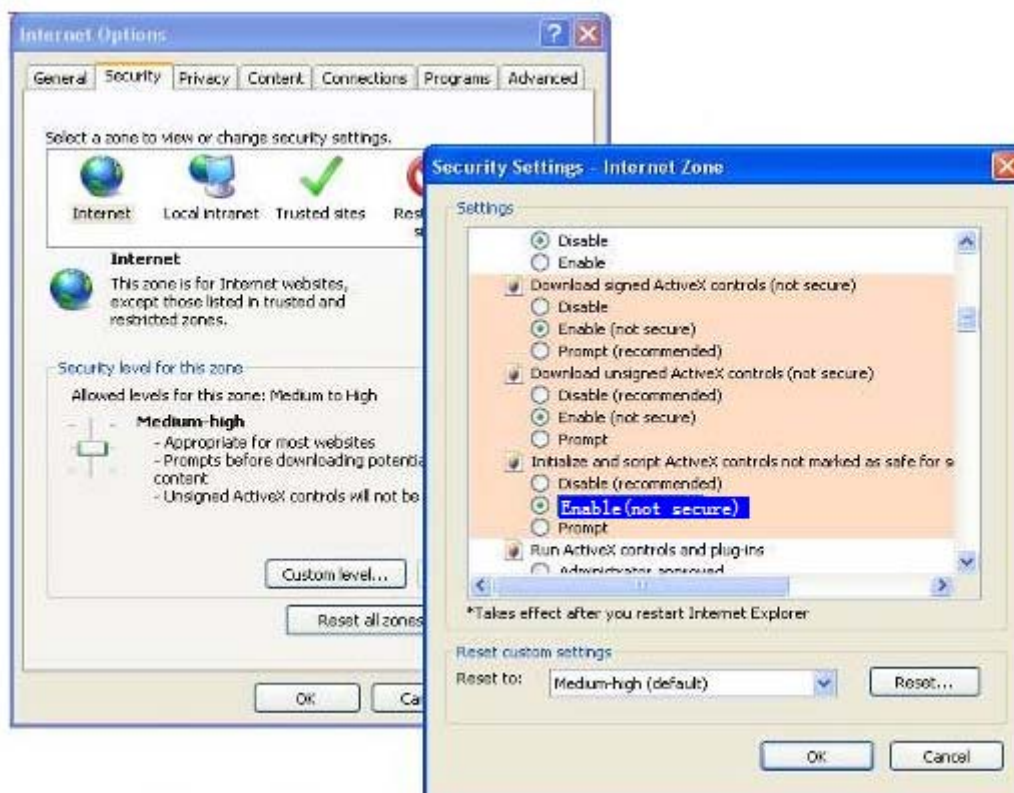 Internet Options
General Security Privacy Content Connections Programs Advanced
Select a zone to view or change security settings.
Internet Local intranet Trusted sites
Internet
This zone is for Internet websites,
except those listed in trusted and
restricted zones.
Security level for this zone
Allowed levels for this zone: Medium to High
Medium-high
- Appropriate for most websites
- Prompts before downloading
content
- Unsigned ActiveX controls will not be
Custom level...
Reset all zones
OK
Security Settings - Internet Zone
Settings
Disable
Enable
Download signed ActiveX controls (not secure)
Disable
Enable (not secure)
Prompt (recommended)
Download unsigned ActiveX controls (not secure)
Disable (recommended)
Enable (not secure)
Prompt
Initialize and script ActiveX controls not marked as safe for s
Disable (recommended)
Enable(not secure)
Prompt
Run ActiveX controls and plug-ins
Administrator approved
*Takes effect after you restart Internet Explorer
Reset custom settings
Reset to: Medium-high (default) Reset...
OK Cancel